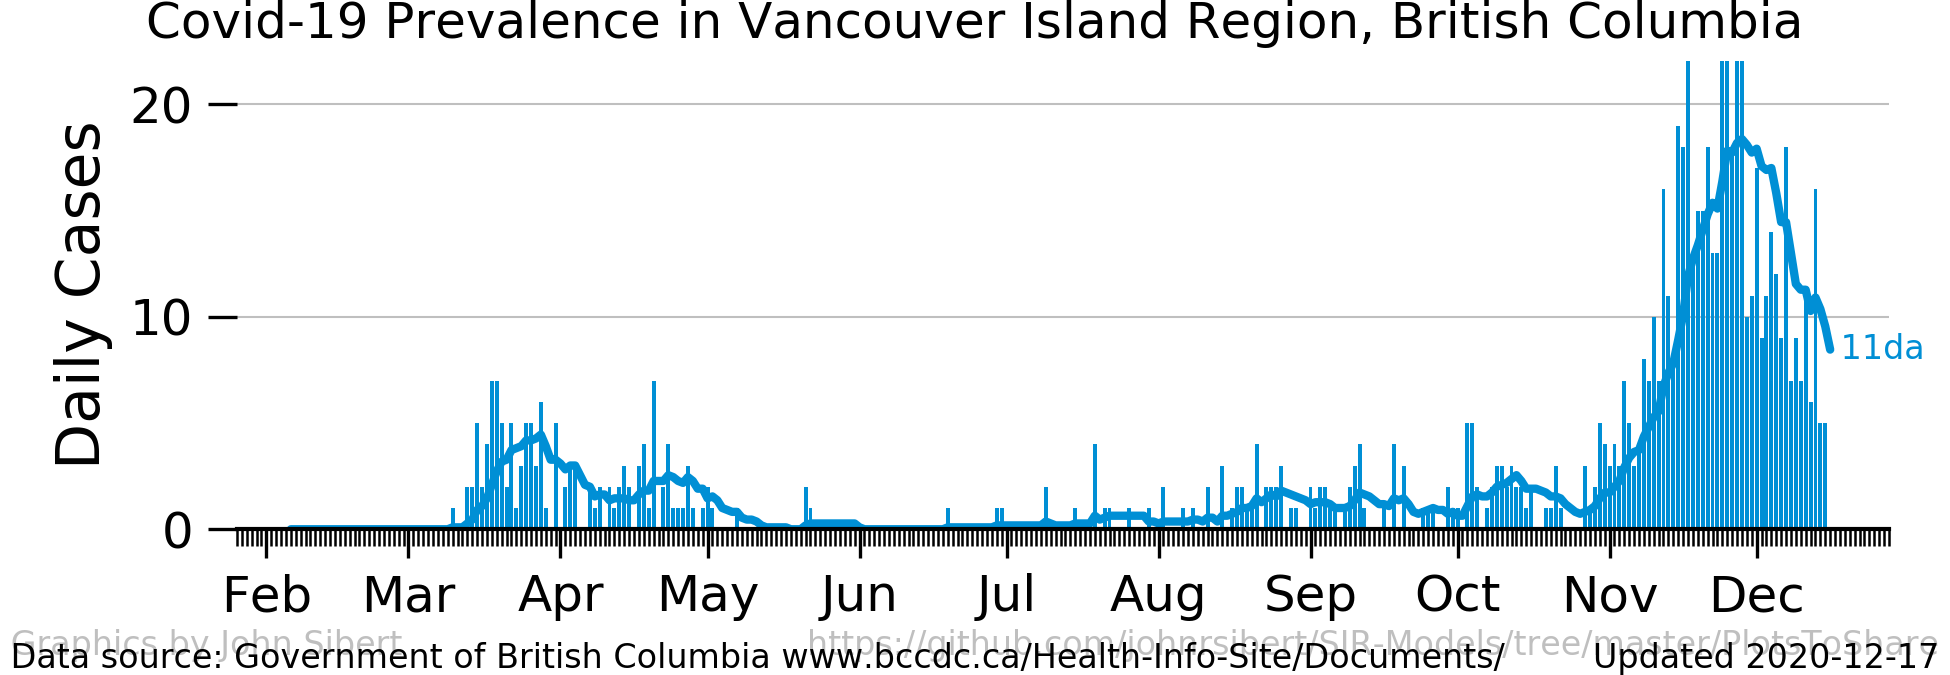 Covid-19 Prevalence in Vancouver Island Region, British Columbia
Daily Cases
20
10
0
11da
Feb Mar Apr May Jun Jul Aug Sep Oct Nov Dec
Graphics by John Sibert https://github.com/johnrsibert/SIR-Models/tree/master/PlotsToShare
Data source: Government of British Columbia www.bccdc.ca/Health-Info-Site/Documents/ Updated 2020-12-17